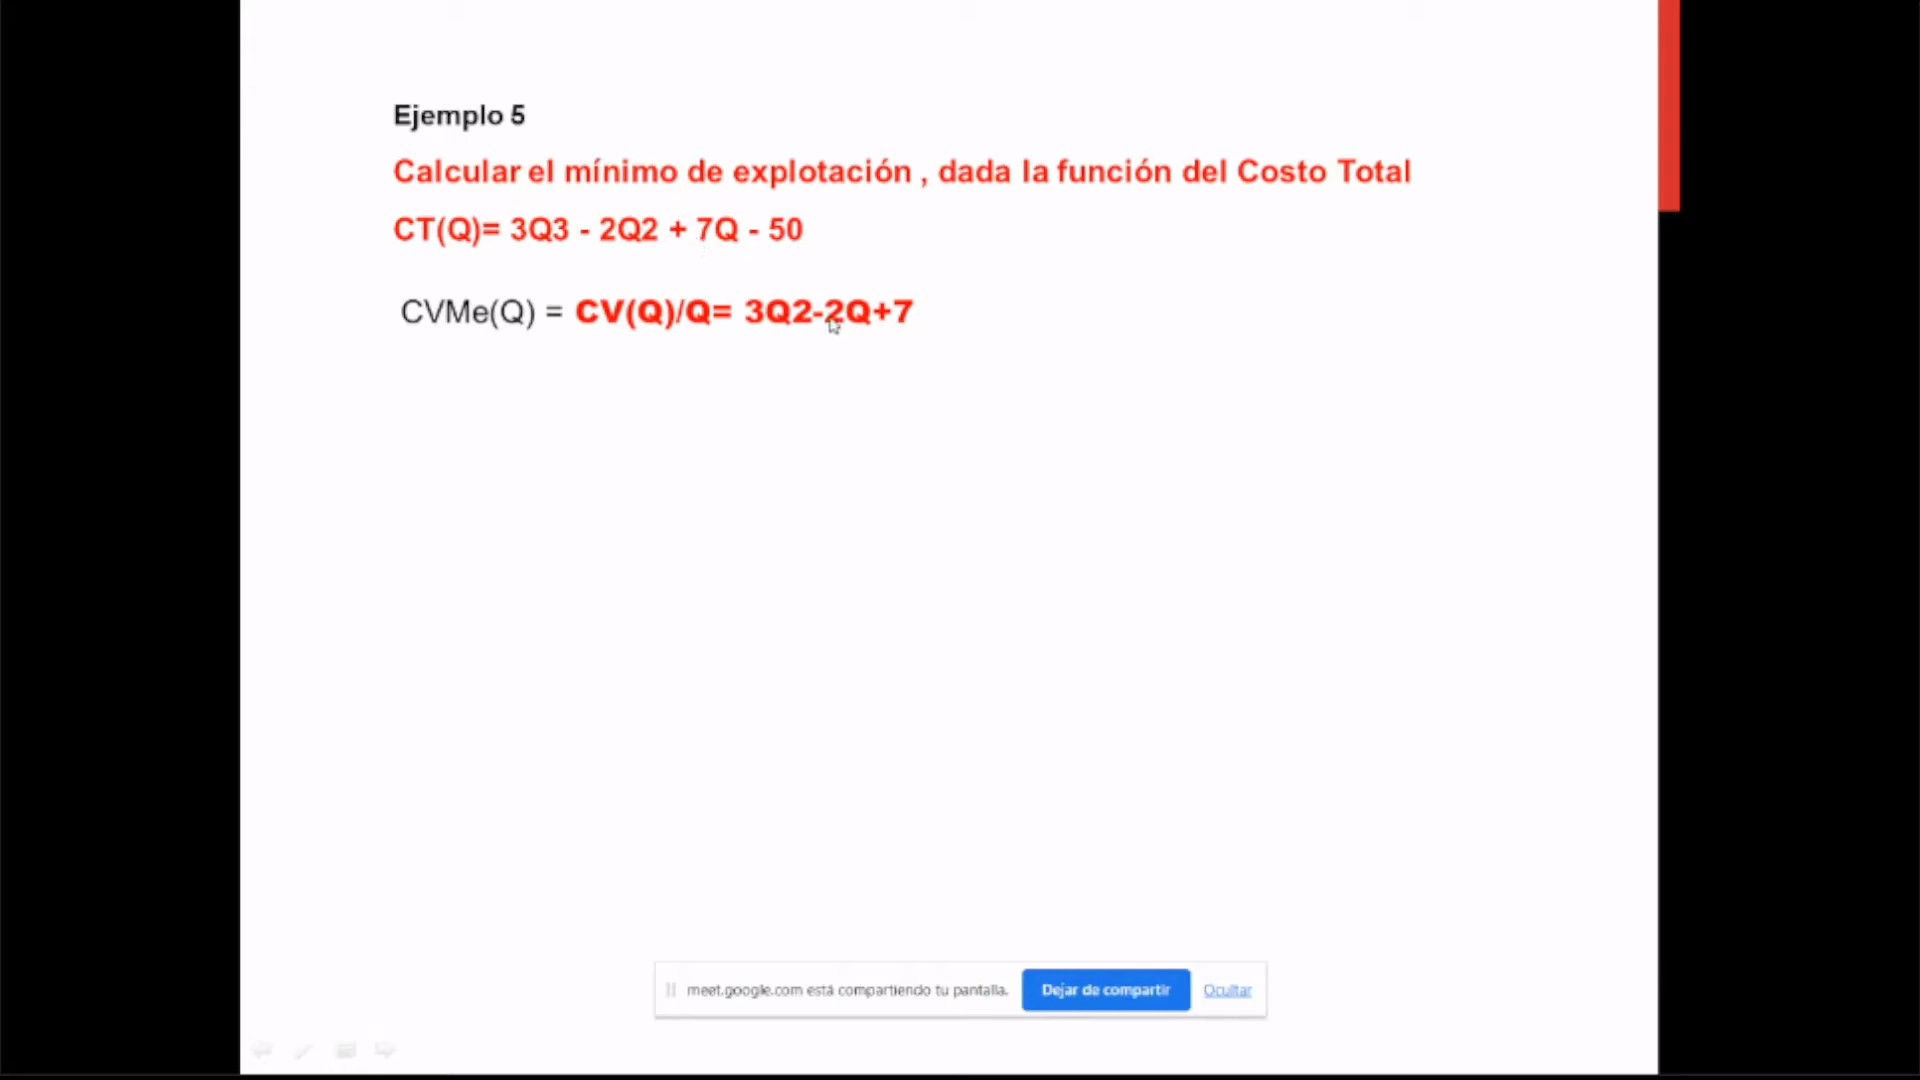 Ejemplo 5
Calcular el mínimo de explotación , dada la función del Costo Total
CT(Q)= 3Q3 - 2Q2 + 7Q - 50
CVMe(Q) = CV(Q)/Q= 3Q2-2Q+7
meet.google.com está compartiendo tu pantalla. Dejar de compartir Ocultar